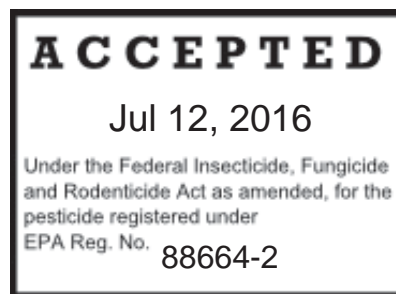 ACCEPTED
Jul 12, 2016
Under the Federal Insecticide, Fungicide
and Rodenticide Act as amended, for the
pesticide registered under
EPA Reg. No. 88664-2